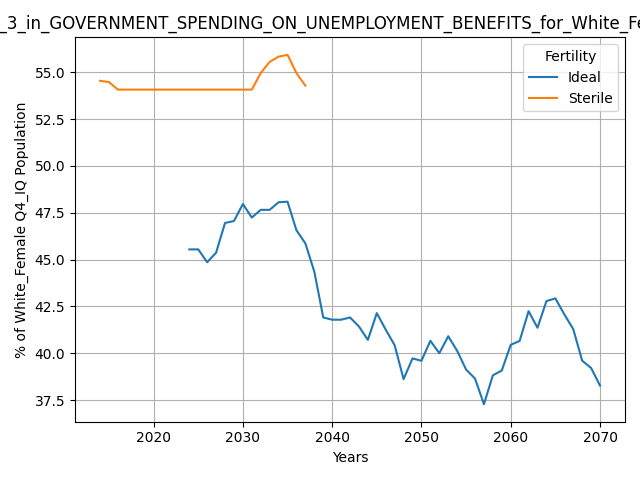 _3_in_GOVERNMENT_SPENDING_ON_UNEMPLOYMENT_BENEFITS_for_White_Fe
Fertility
Ideal
Sterile
% of White_Female Q4_IQ Population
55.0
52.5
50.0
47.5
45.0
42.5
40.0
37.5
2020 2030 2040 2050 2060 2070
Years